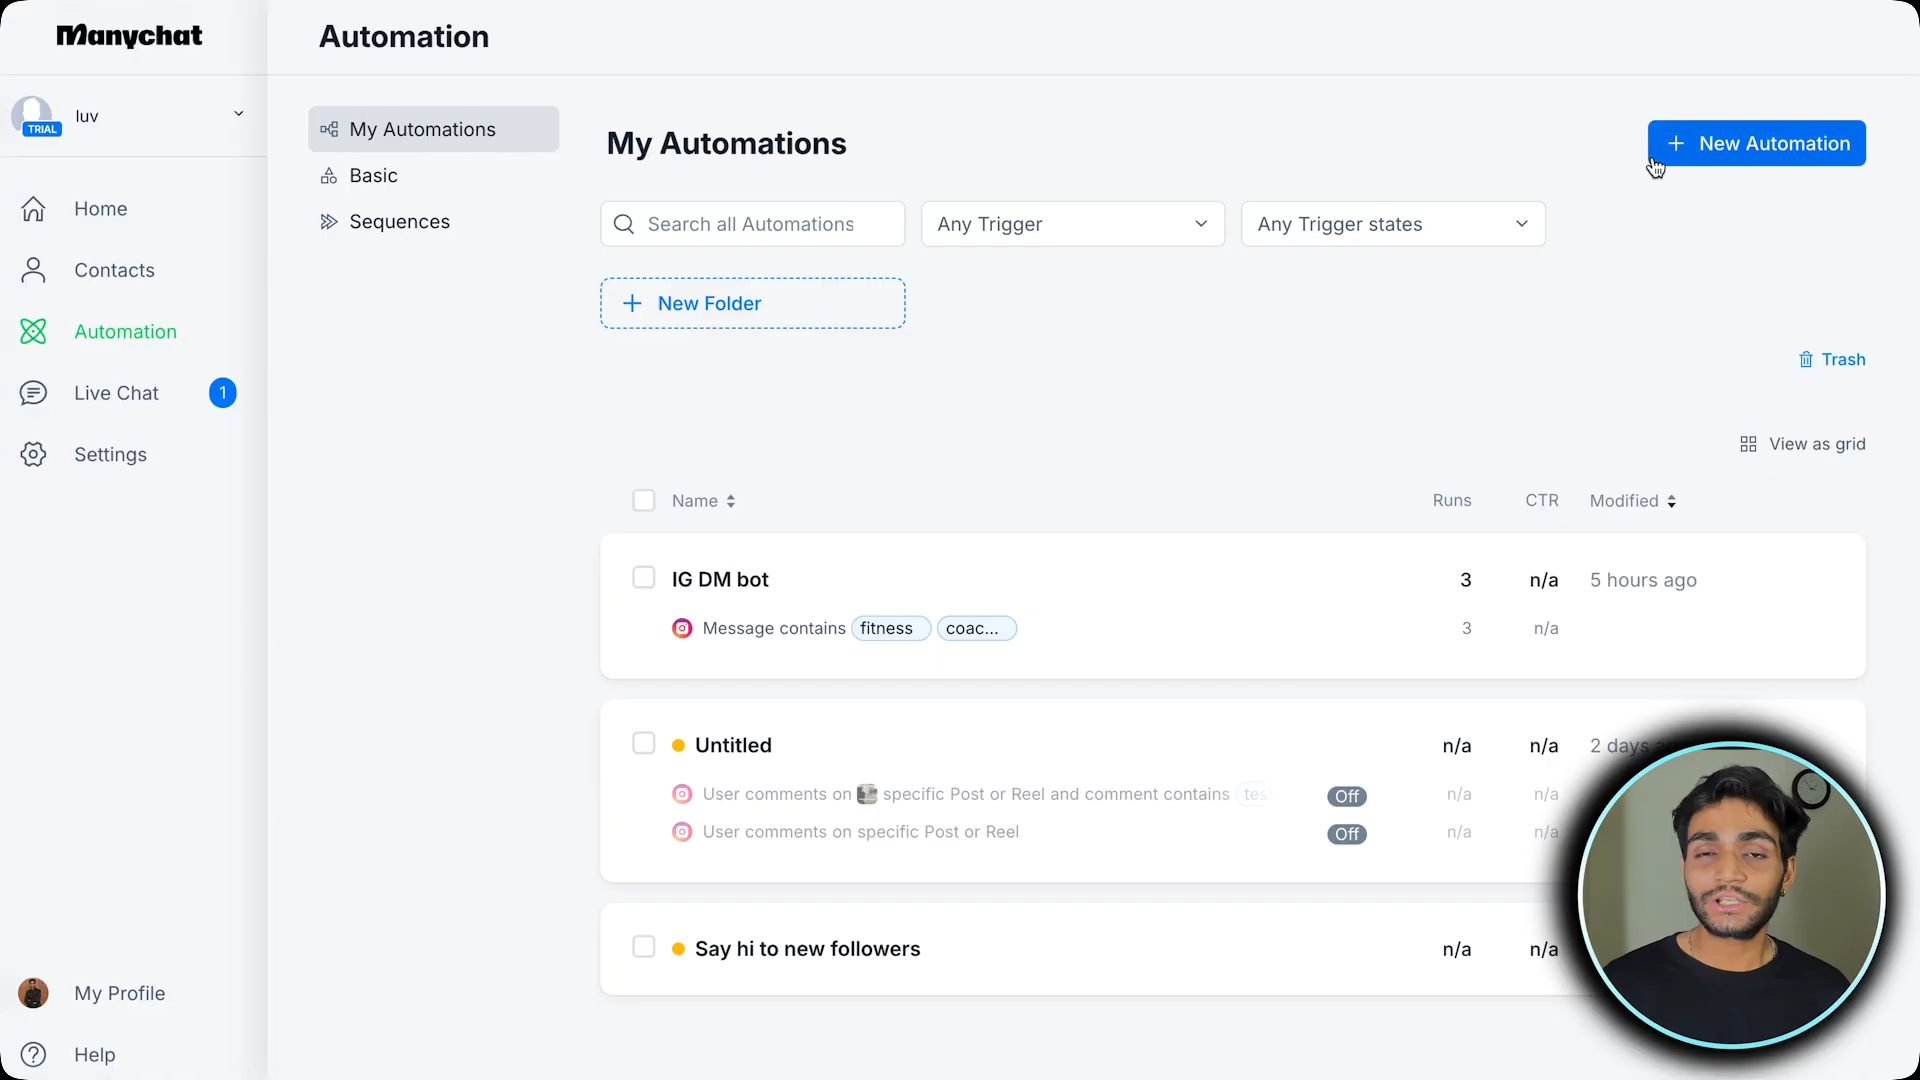 Manychat
Automation
TRIAL
luv
Home
Contacts
Automation
Live Chat 1
Settings
My Profile
Help
My Automations
Basic
Sequences
My Automations
New Automation
Search all Automations
Any Trigger
Any Trigger states
New Folder
Trash
View as grid
Name Runs CTR Modified
IG DM bot 3 n/a 5 hours ago
Message contains fitness coac... 3 n/a
Untitled n/a n/a 2 days
User comments on specific Post or Reel and comment contains Off n/a n/a
User comments on specific Post or Reel Off n/a n/a
Say hi to new followers n/a n/a